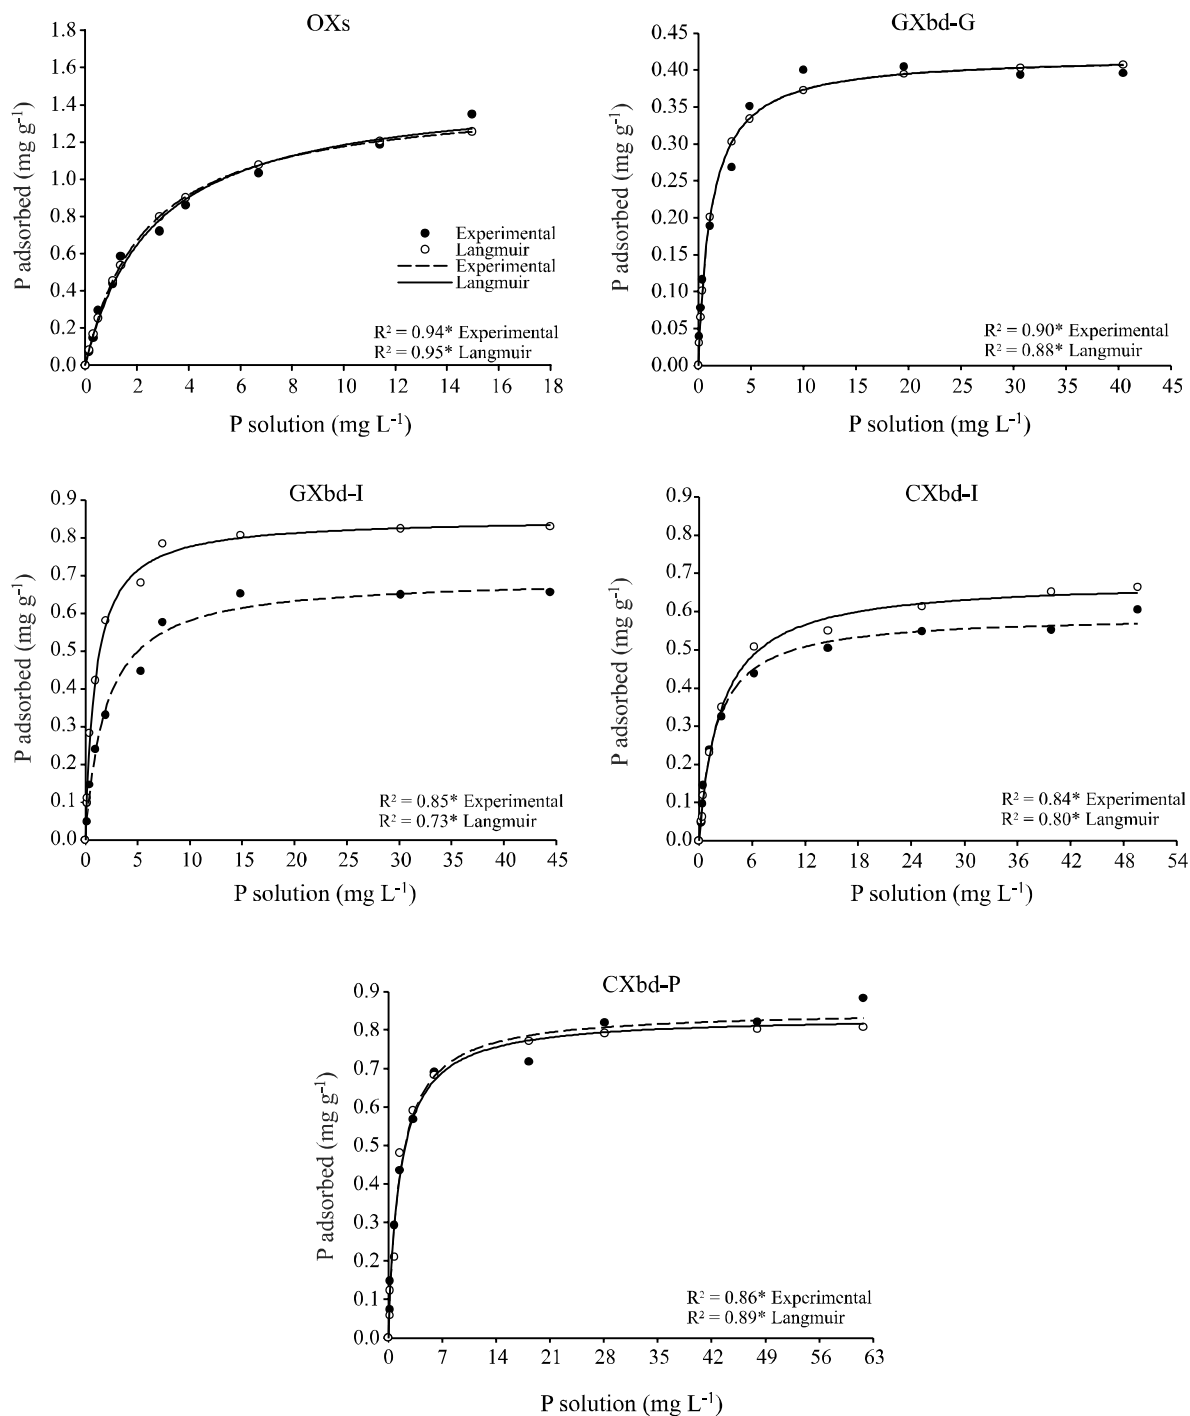 OXs
P adsorbed (mg g⁻¹)
1.8
1.6
1.4
1.2
1.0
0.8
0.6
0.4
0.2
0.0
Experimental
Langmuir
Experimental
Langmuir
R² = 0.94* Experimental
R² = 0.95* Langmuir
0 2 4 6 8 10 12 14 16 18
P solution (mg L⁻¹)
GXbd-G
P adsorbed (mg g⁻¹)
0.45
0.40
0.35
0.30
0.25
0.20
0.15
0.10
0.05
0.0
R² = 0.90* Experimental
R² = 0.88* Langmuir
0 5 10 15 20 25 30 35 40 45
P solution (mg L⁻¹)
GXbd-I
P adsorbed (mg g⁻¹)
0.9
0.8
0.7
0.6
0.5
0.4
0.3
0.2
0.1
0.0
R² = 0.85* Experimental
R² = 0.73* Langmuir
0 5 10 15 20 25 30 35 40 45
P solution (mg L⁻¹)
CXbd-I
P adsorbed (mg g⁻¹)
0.9
0.8
0.7
0.6
0.5
0.4
0.3
0.2
0.1
0.0
R² = 0.84* Experimental
R² = 0.80* Langmuir
0 6 12 18 24 30 36 42 48 54
P solution (mg L⁻¹)
CXbd-P
P adsorbed (mg g⁻¹)
0.9
0.8
0.7
0.6
0.5
0.4
0.3
0.2
0.1
0.0
R² = 0.86* Experimental
R² = 0.89* Langmuir
0 7 14 21 28 35 42 49 56 63
P solution (mg L⁻¹)